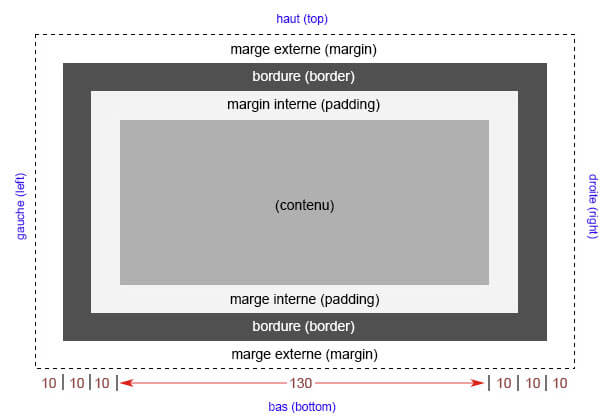 haut (top)
marge externe (margin)
bordure (border)
margin interne (padding)
gauche (left)
(contenu)
droite (right)
marge interne (padding)
bordure (border)
marge externe (margin)
10 10 10 130 10 10 10
bas (bottom)